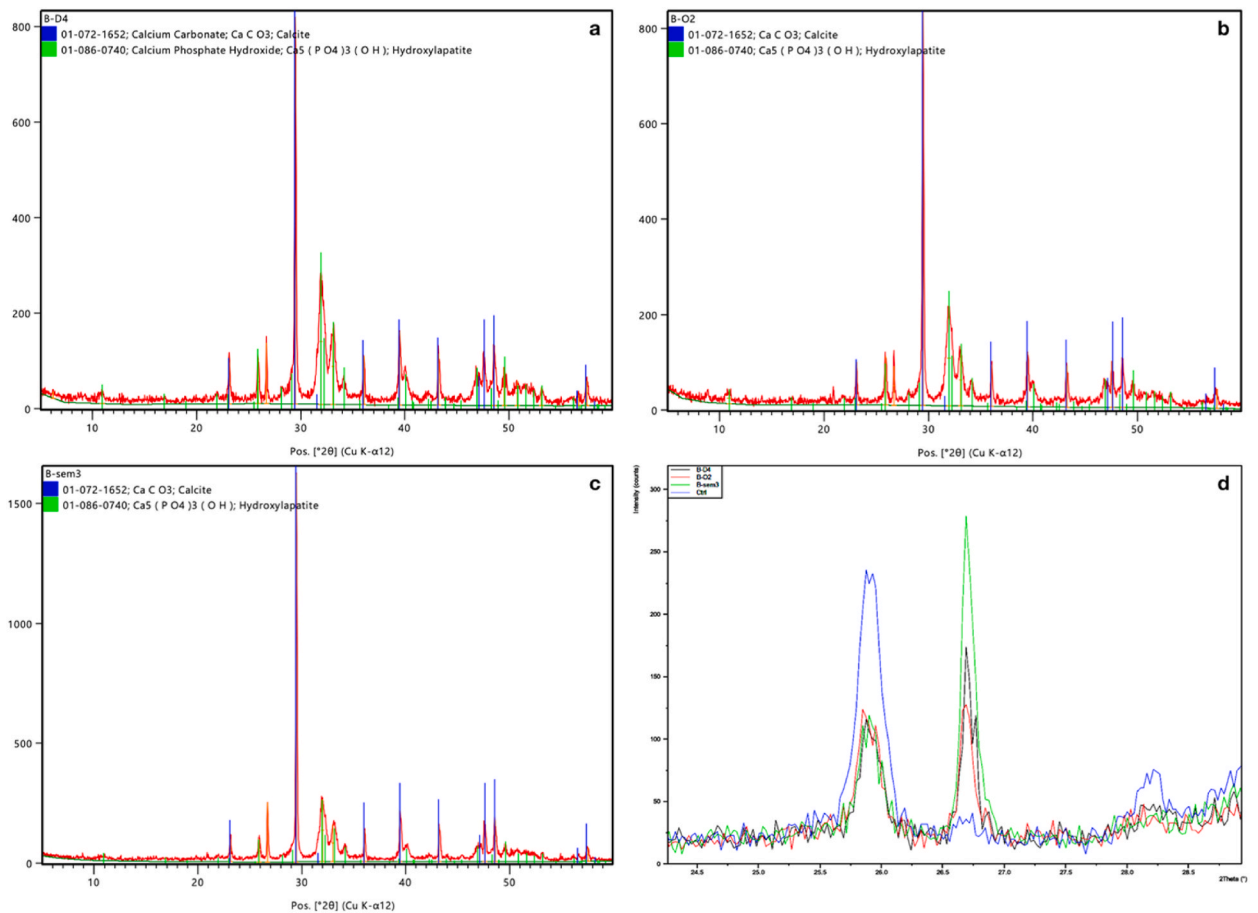 B-D4
01-072-1652; Calcium Carbonate; Ca C O3; Calcite
01-086-0740; Calcium Phosphate Hydroxide; Ca5 ( P O4 )3 ( O H ); Hydroxylapatite
a
800
600
400
200
0
10 20 30 40 50
Pos. [°2θ] (Cu K-α12)
B-O2
01-072-1652; Ca C O3; Calcite
01-086-0740; Ca5 ( P O4 )3 ( O H ); Hydroxylapatite
b
800
600
400
200
0
10 20 30 40 50
Pos. [°2θ] (Cu K-α12)
B-sem3
01-072-1652; Ca C O3; Calcite
01-086-0740; Ca5 ( P O4 )3 ( O H ); Hydroxylapatite
c
1500
1000
500
0
10 20 30 40 50
Pos. [°2θ] (Cu K-α12)
Intensity (counts)
B-D4
B-O2
B-sem3
Ctrl
d
300
250
200
150
100
50
0
24.5 25.0 25.5 26.0 26.5 27.0 27.5 28.0 28.5
2Theta (°)